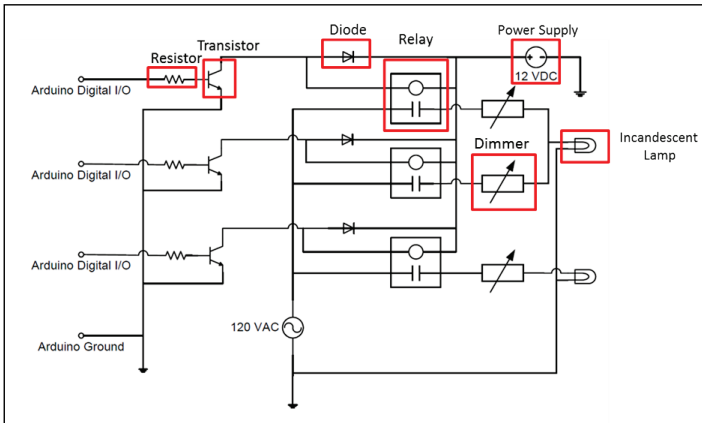 Diode
Power Supply
Relay
Transistor
Resistor
12 VDC
Arduino Digital I/O
Incandescent
Lamp
Dimmer
Arduino Digital I/O
Arduino Digital I/O
120 VAC
Arduino Ground